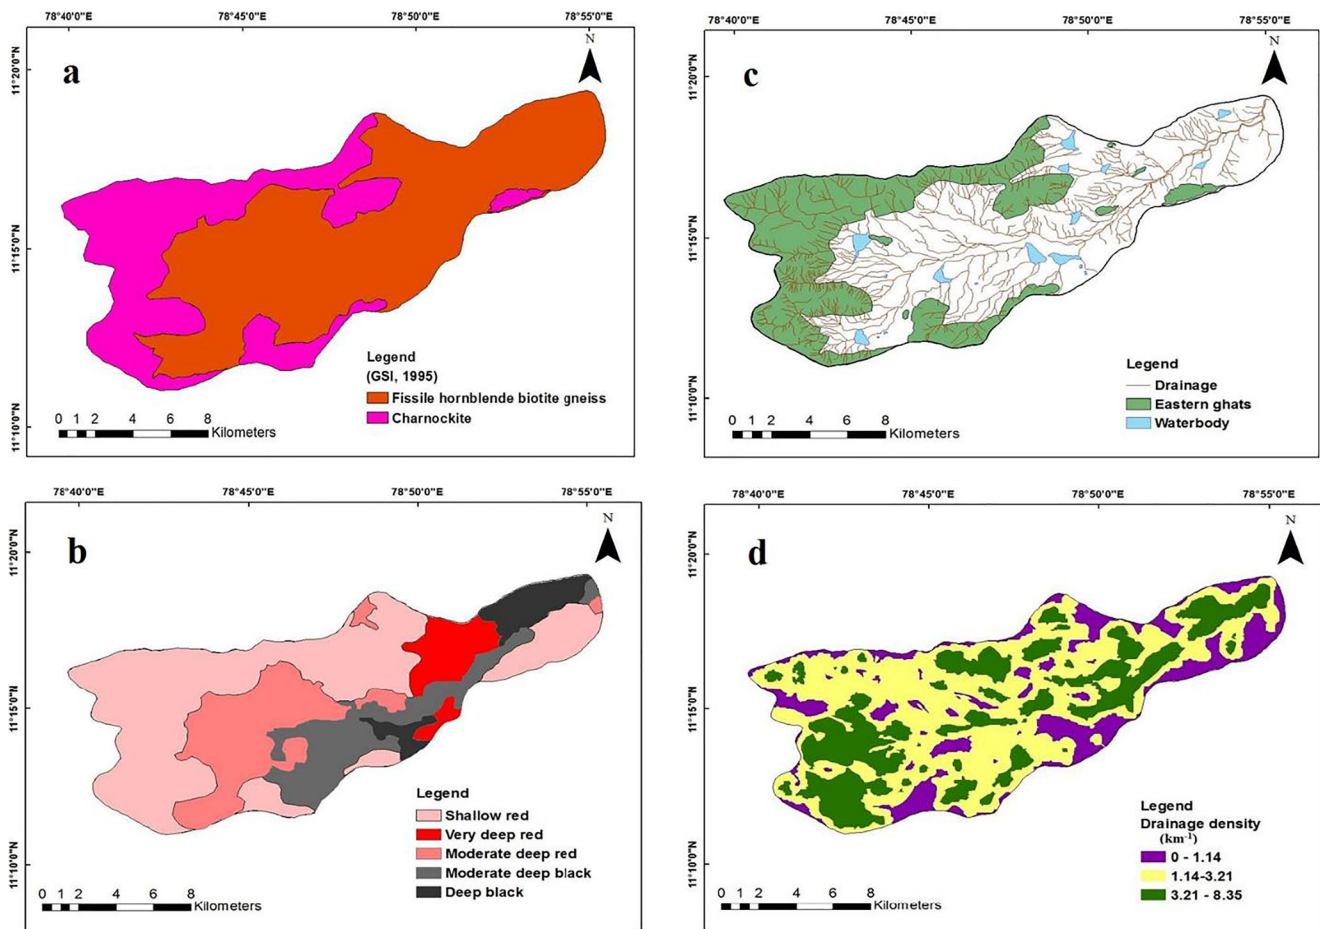 78°40'0"E 78°45'0"E 78°50'0"E 78°55'0"E
N
a
11°20'0"N
11°15'0"N
11°10'0"N
Legend
(GSI, 1995)
Fissile hornblende biotite gneiss
Charnockite
0 1 2 4 6 8
Kilometers
78°40'0"E 78°45'0"E 78°50'0"E 78°55'0"E
N
c
11°20'0"N
11°15'0"N
11°10'0"N
Legend
Drainage
Eastern ghats
Waterbody
0 0.5 1 2 4 6 8
Kilometers
78°40'0"E 78°45'0"E 78°50'0"E 78°55'0"E
N
b
11°20'0"N
11°15'0"N
11°10'0"N
Legend
Shallow red
Very deep red
Moderate deep red
Moderate deep black
Deep black
0 1 2 4 6 8
Kilometers
78°40'0"E 78°45'0"E 78°50'0"E 78°55'0"E
N
d
11°20'0"N
11°15'0"N
11°10'0"N
Legend
Drainage density
(km⁻¹)
0 - 1.14
1.14-3.21
3.21 - 8.35
0 1 2 4 6 8
Kilometers